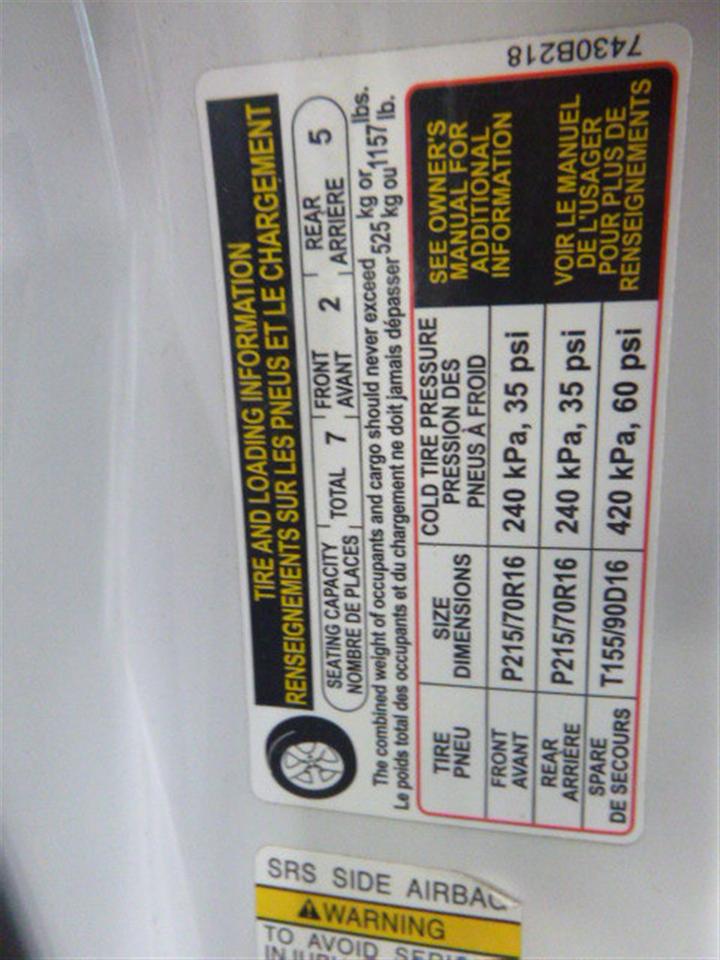 TIRE AND LOADING INFORMATION
RENSEIGNEMENTS SUR LES PNEUS ET LE CHARGEMENT
SEATING CAPACITY
NOMBRE DE PLACES
TOTAL 7
FRONT
AVANT
2
REAR
ARRIÈRE
5
The combined weight of occupants and cargo should never exceed 525 kg or 1157 lbs.
Le poids total des occupants et du chargement ne doit jamais dépasser kg ou lb.
TIRE
PNEU
SIZE
DIMENSIONS
COLD TIRE PRESSURE
PRESSION DES
PNEUS À FROID
FRONT
AVANT
P215/70R16
240 kPa, 35 psi
REAR
ARRIÈRE
P215/70R16
240 kPa, 35 psi
SPARE
DE SECOURS
T155/90D16
420 kPa, 60 psi
SEE OWNER'S
MANUAL FOR
ADDITIONAL
INFORMATION
VOIR LE MANUEL
DE L'USAGER
POUR PLUS DE
RENSEIGNEMENTS
7430B218
SRS SIDE AIRBAG
WARNING
TO AVOID